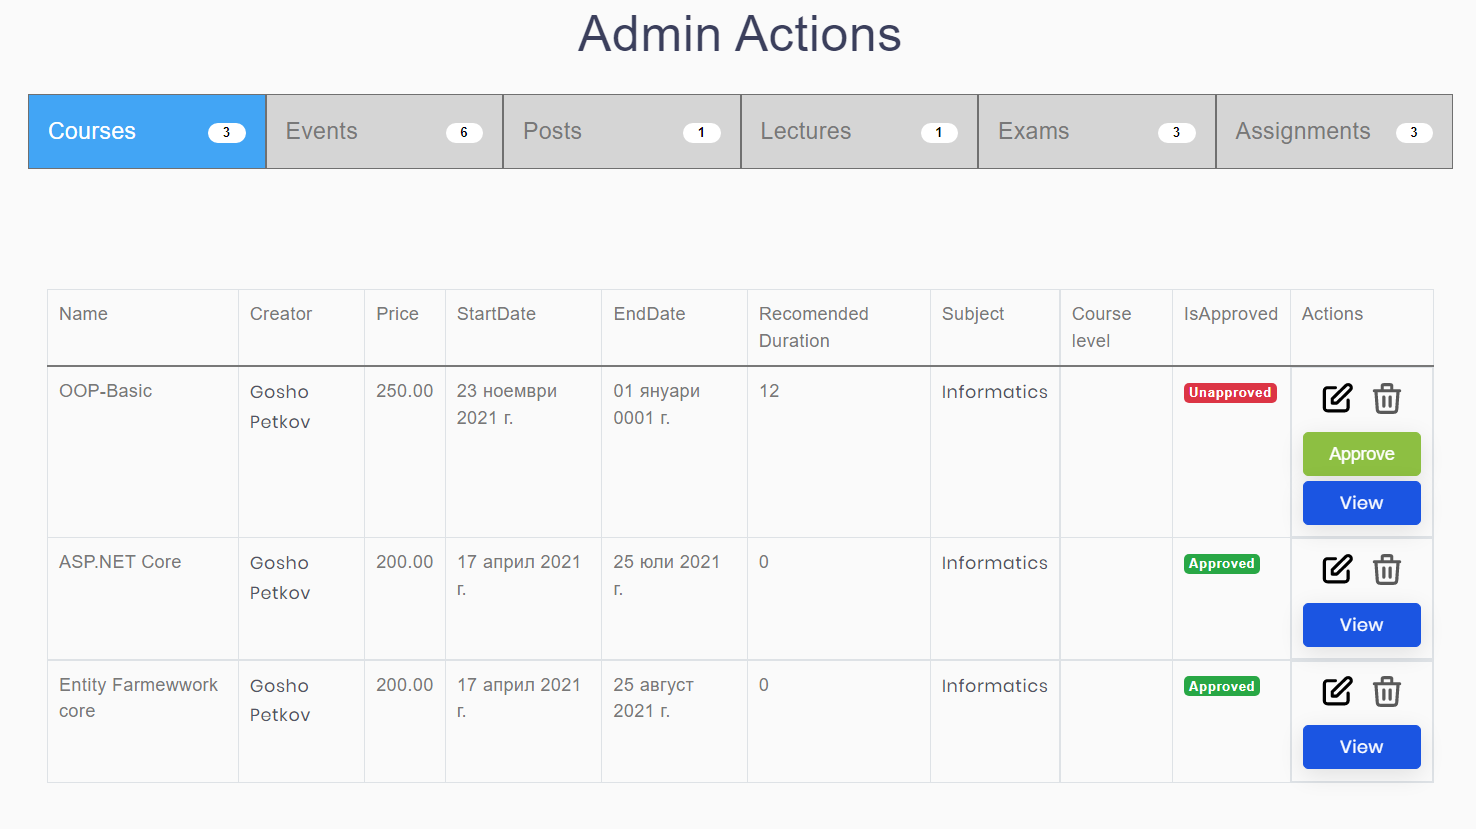 Admin Actions
Courses 3 Events 6 Posts 1 Lectures 1 Exams 3 Assignments 3
Name Creator Price StartDate EndDate Recomended Duration Subject Course level IsApproved Actions
OOP-Basic Gosho Petkov 250.00 23 ноември 2021 г. 01 януари 0001 г. 12 Informatics Unapproved
Approve
View
ASP.NET Core Gosho Petkov 200.00 17 април 2021 г. 25 юли 2021 г. 0 Informatics Approved
View
Entity Farmewwork core Gosho Petkov 200.00 17 април 2021 г. 25 август 2021 г. 0 Informatics Approved
View